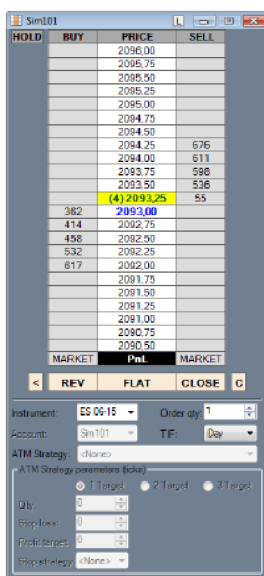 Sim101 L
HOLD BUY PRICE SELL
2096,00
2095,75
2095,50
2095,25
2095,00
2094,75
2094,50
2094,25 676
2094,00 611
2093,75 598
2093,50 536
(4) 2093,25 55
362 2093,00
414 2092,75
458 2092,50
532 2092,25
617 2092,00
2091,75
2091,50
2091,25
2091,00
2090,75
2090,50
MARKET PnL MARKET
< REV FLAT CLOSE C
Instrument: ES 06-15 Order qty: 1
Account: Sim101 TIF: Day
ATM Strategy: <None>
ATM Strategy parameters (ticks)
1 Target 2 Target 3 Target
Qty: 0
Stop loss: 0
Profit target: 0
Stop strategy: <None>